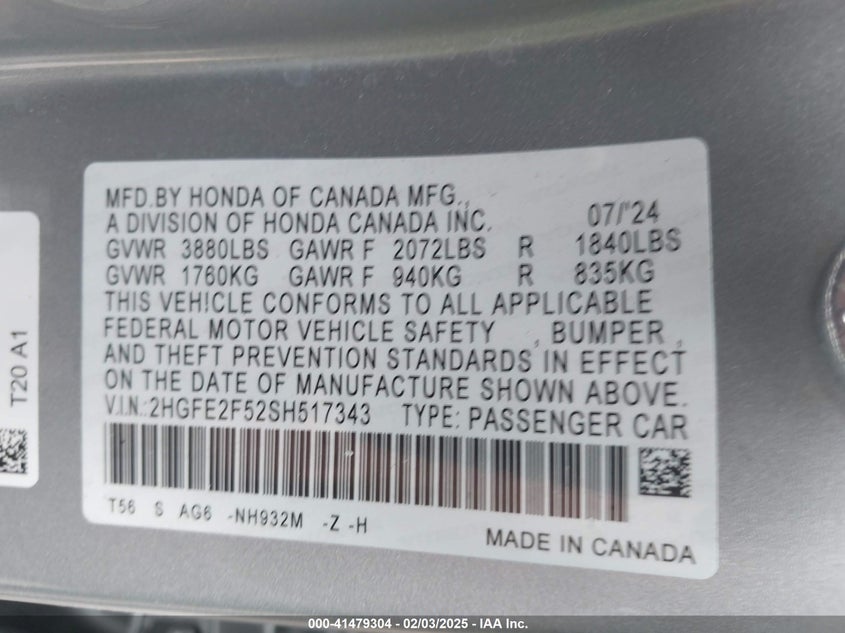 MFD.BY HONDA OF CANADA MFG.,
A DIVISION OF HONDA CANADA INC. 07/'24
GVWR 3880LBS GAWR F 2072LBS R 1840LBS
GVWR 1760KG GAWR F 940KG R 835KG
THIS VEHICLE CONFORMS TO ALL APPLICABLE
FEDERAL MOTOR VEHICLE SAFETY , BUMPER ,
AND THEFT PREVENTION STANDARDS IN EFFECT
ON THE DATE OF MANUFACTURE SHOWN ABOVE.
V.I.N.:2HGFE2F52SH517343 TYPE: PASSENGER CAR
T56 S AG6 -NH932M -Z -H
MADE IN CANADA
T20 A1
000-41479304 - 02/03/2025 - IAA Inc.